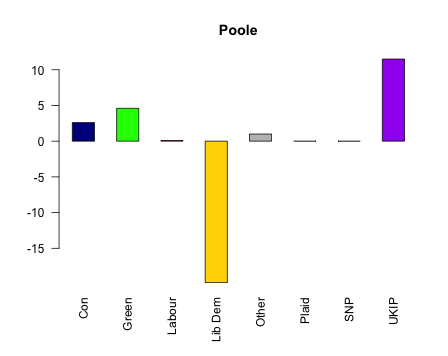 Poole
10
5
0
-5
-10
-15
Con
Green
Labour
Lib Dem
Other
Plaid
SNP
UKIP